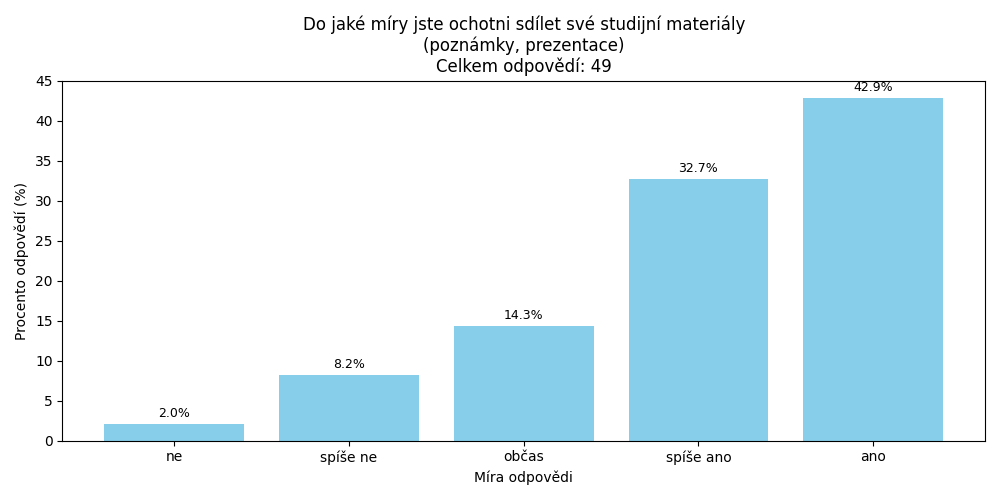 Do jaké míry jste ochotni sdílet své studijní materiály
(poznámky, prezentace)
Celkem odpovědí: 49
Procento odpovědí (%)
45
40
35
30
25
20
15
10
5
0
2.0%
8.2%
14.3%
32.7%
42.9%
ne
spíše ne
občas
spíše ano
ano
Míra odpovědi